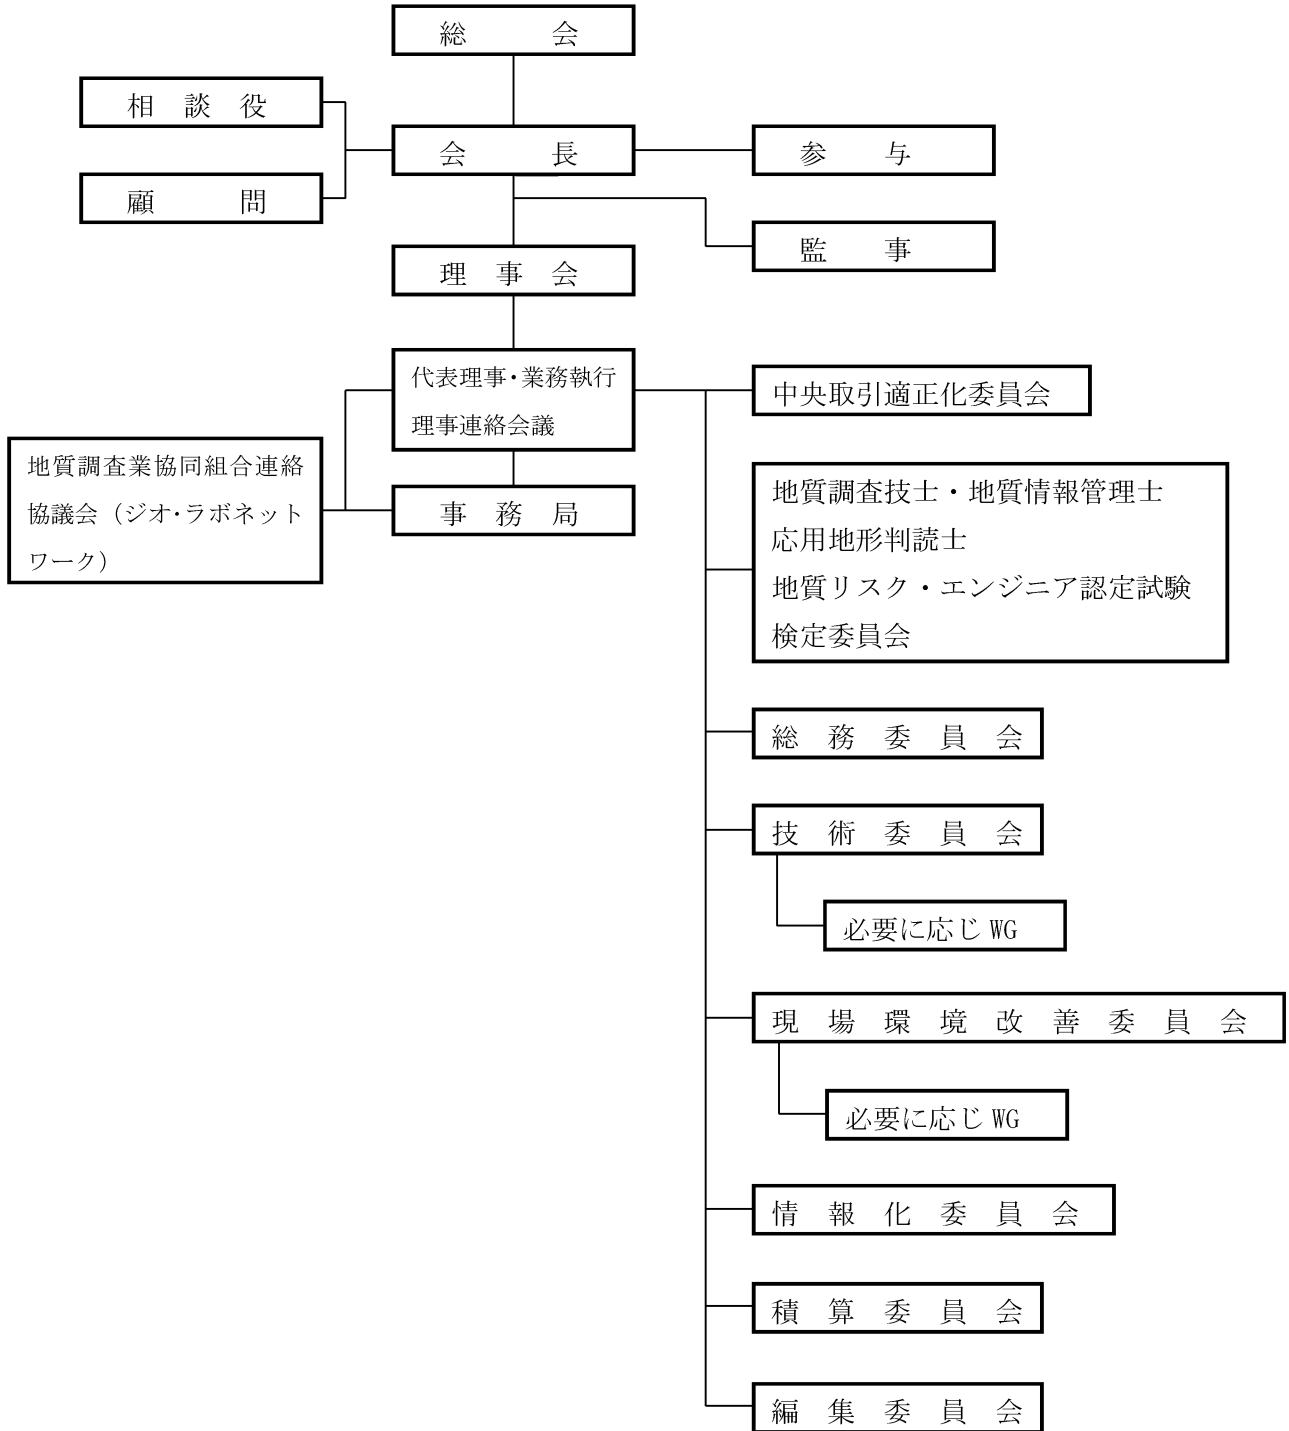 総会
相談役
会長
参与
顧問
監事
理事会
代表理事・業務執行
理事連絡会議
中央取引適正化委員会
地質調査業協同組合連絡
協議会（ジオ・ラボネット
ワーク）
事務局
地質調査技士・地質情報管理士
応用地形判読士
地質リスク・エンジニア認定試験
検定委員会
総務委員会
技術委員会
必要に応じ WG
現場環境改善委員会
必要に応じ WG
情報化委員会
積算委員会
編集委員会